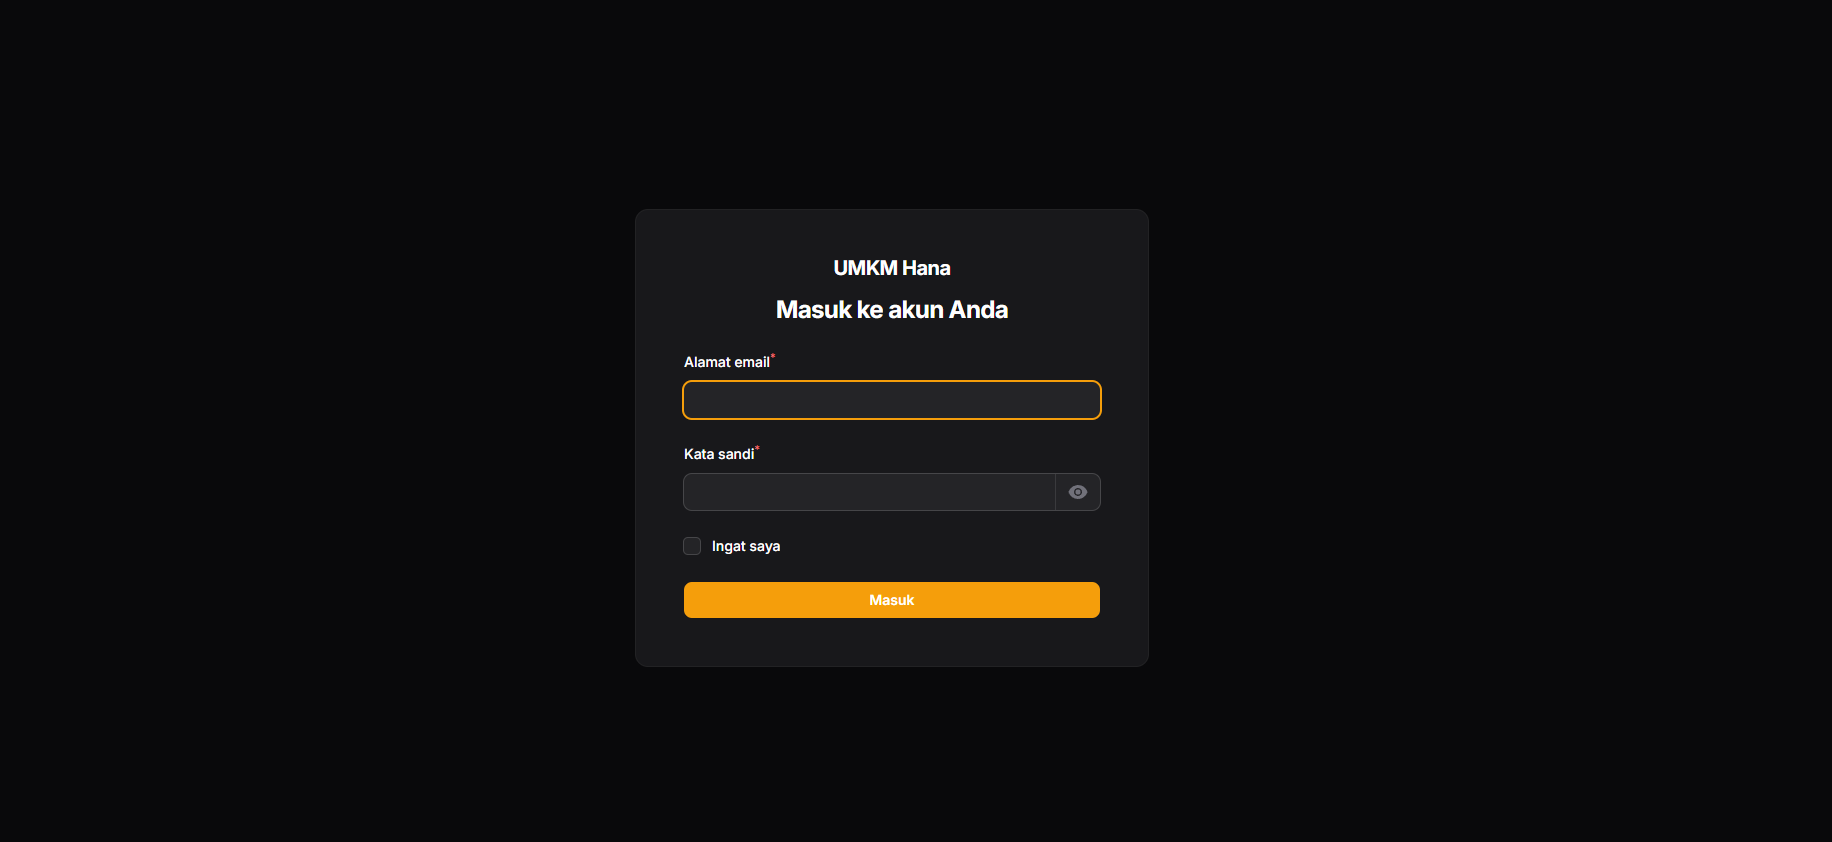 UMKM Hana
Masuk ke akun Anda
Alamat email*
Kata sandi*
Ingat saya
Masuk